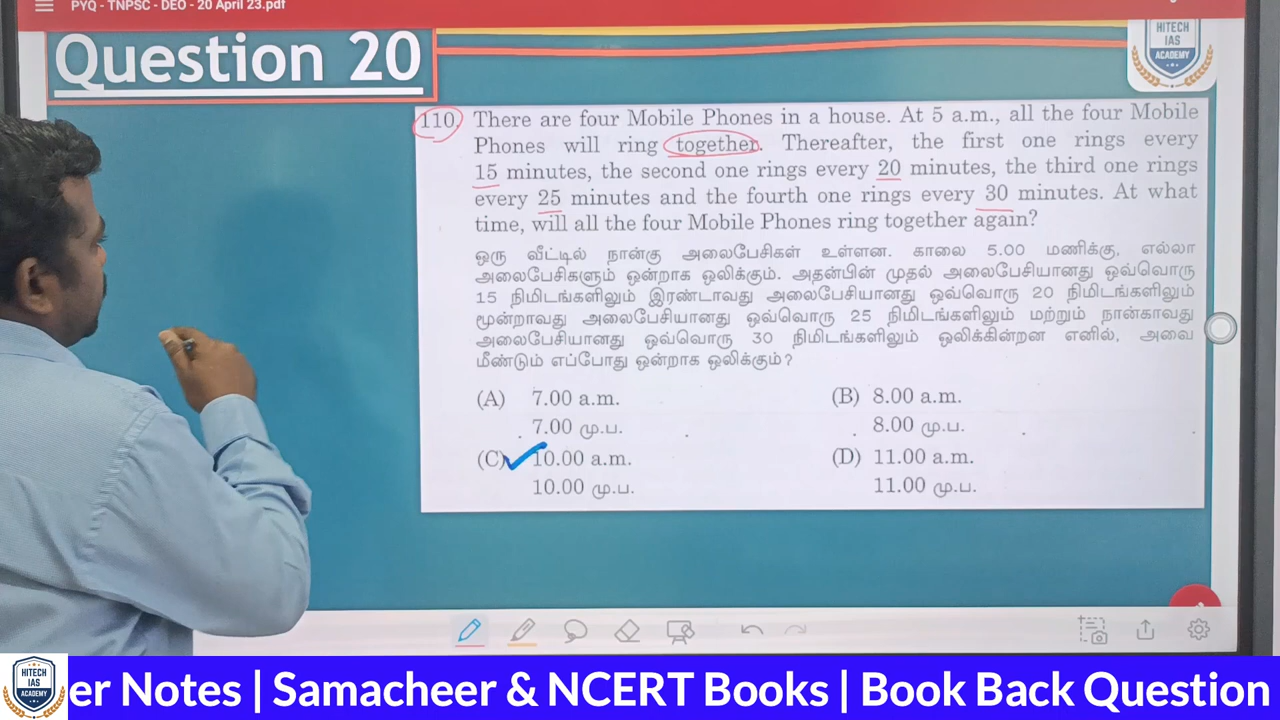 PYQ - TNPSC - DEO - 20 April 23.pdf
Question 20
HITECH
IAS
ACADEMY
110. There are four Mobile Phones in a house. At 5 a.m., all the four Mobile
Phones will ring together. Thereafter, the first one rings every
15 minutes, the second one rings every 20 minutes, the third one rings
every 25 minutes and the fourth one rings every 30 minutes. At what
time, will all the four Mobile Phones ring together again?
ஒரு வீட்டில் நான்கு அலைபேசிகள் உள்ளன. காலை 5.00 மணிக்கு, எல்லா
அலைபேசிகளும் ஒன்றாக ஒலிக்கும். அதன்பின் முதல் அலைபேசியானது ஒவ்வொரு
15 நிமிடங்களிலும் இரண்டாவது அலைபேசியானது ஒவ்வொரு 20 நிமிடங்களிலும்
மூன்றாவது அலைபேசியானது ஒவ்வொரு 25 நிமிடங்களிலும் மற்றும் நான்காவது
அலைபேசியானது ஒவ்வொரு 30 நிமிடங்களிலும் ஒலிக்கின்றன எனில், அவை
மீண்டும் எப்போது ஒன்றாக ஒலிக்கும்?
(A) 7.00 a.m.
7.00 மு.ப.
(B) 8.00 a.m.
8.00 மு.ப.
(C) 10.00 a.m.
10.00 மு.ப.
(D) 11.00 a.m.
11.00 மு.ப.
HITECH
IAS
ACADEMY
er Notes | Samacheer & NCERT Books | Book Back Question